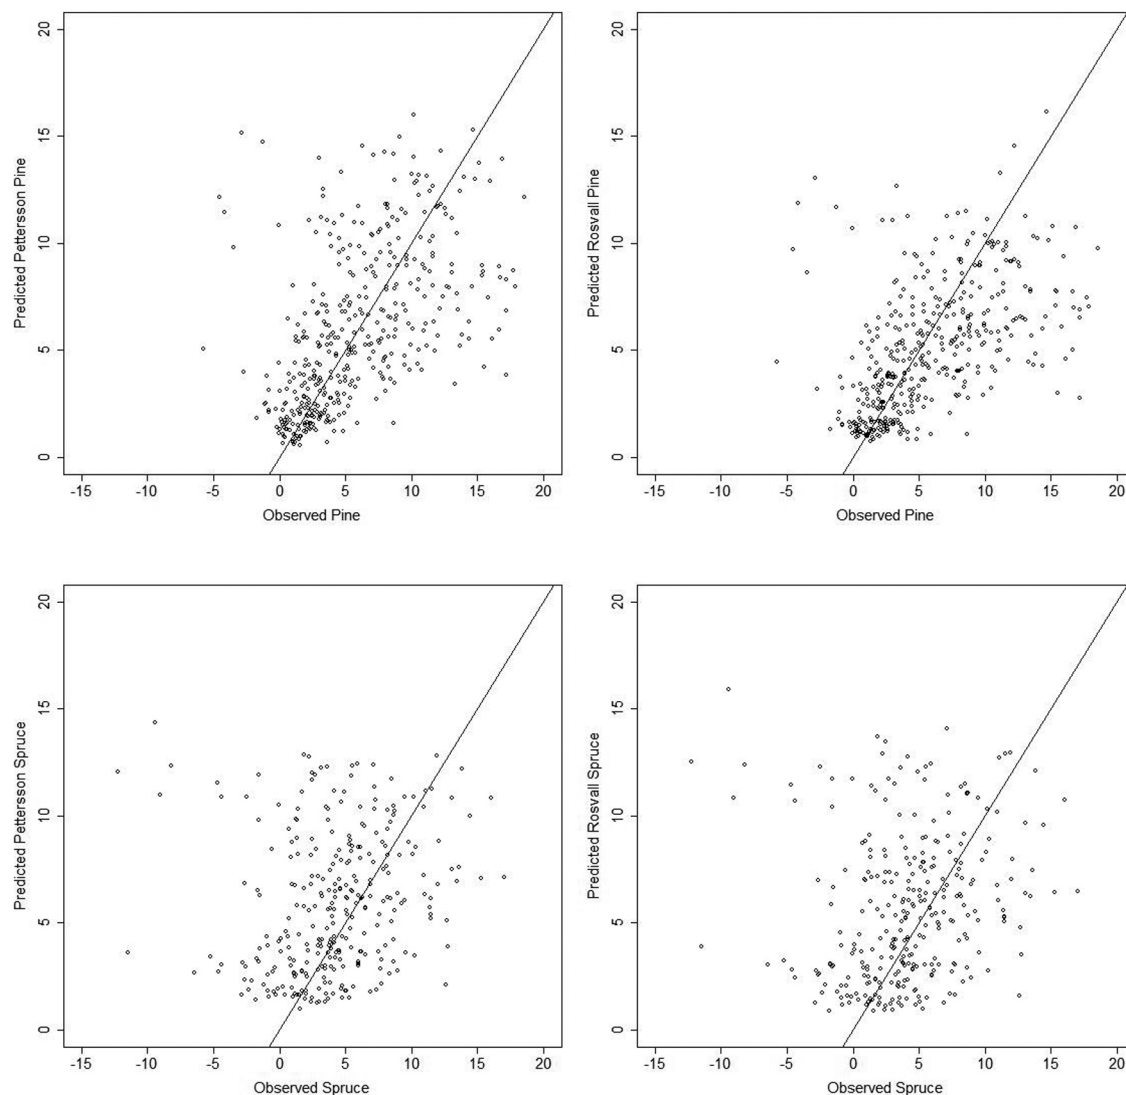 20
15
10
5
0
Predicted Pettersson Pine
-15 -10 -5 0 5 10 15 20
Observed Pine
20
15
10
5
0
Predicted Rosvall Pine
-15 -10 -5 0 5 10 15 20
Observed Pine
20
15
10
5
0
Predicted Pettersson Spruce
-15 -10 -5 0 5 10 15 20
Observed Spruce
20
15
10
5
0
Predicted Rosvall Spruce
-15 -10 -5 0 5 10 15 20
Observed Spruce